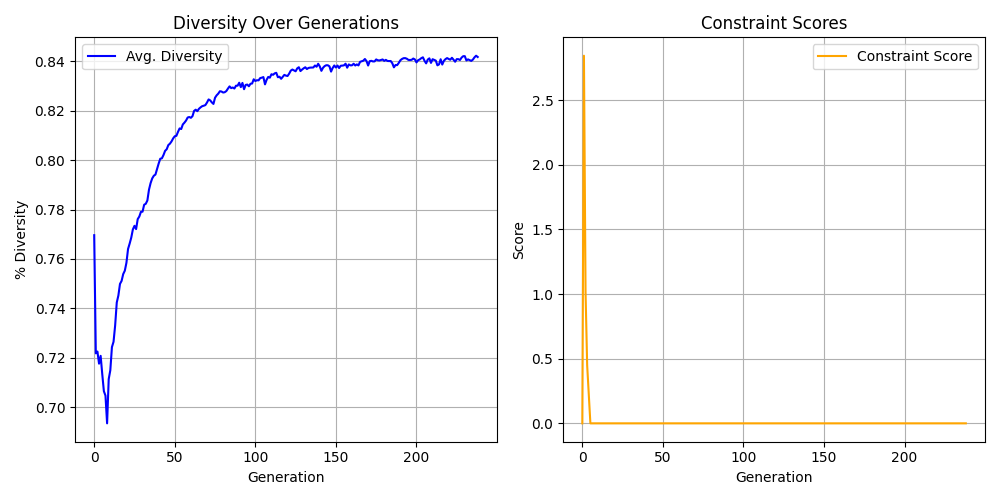 Diversity Over Generations
Avg. Diversity
% Diversity
0.84
0.82
0.80
0.78
0.76
0.74
0.72
0.70
0 50 100 150 200
Generation
Constraint Scores
Constraint Score
Score
2.5
2.0
1.5
1.0
0.5
0.0
0 50 100 150 200
Generation